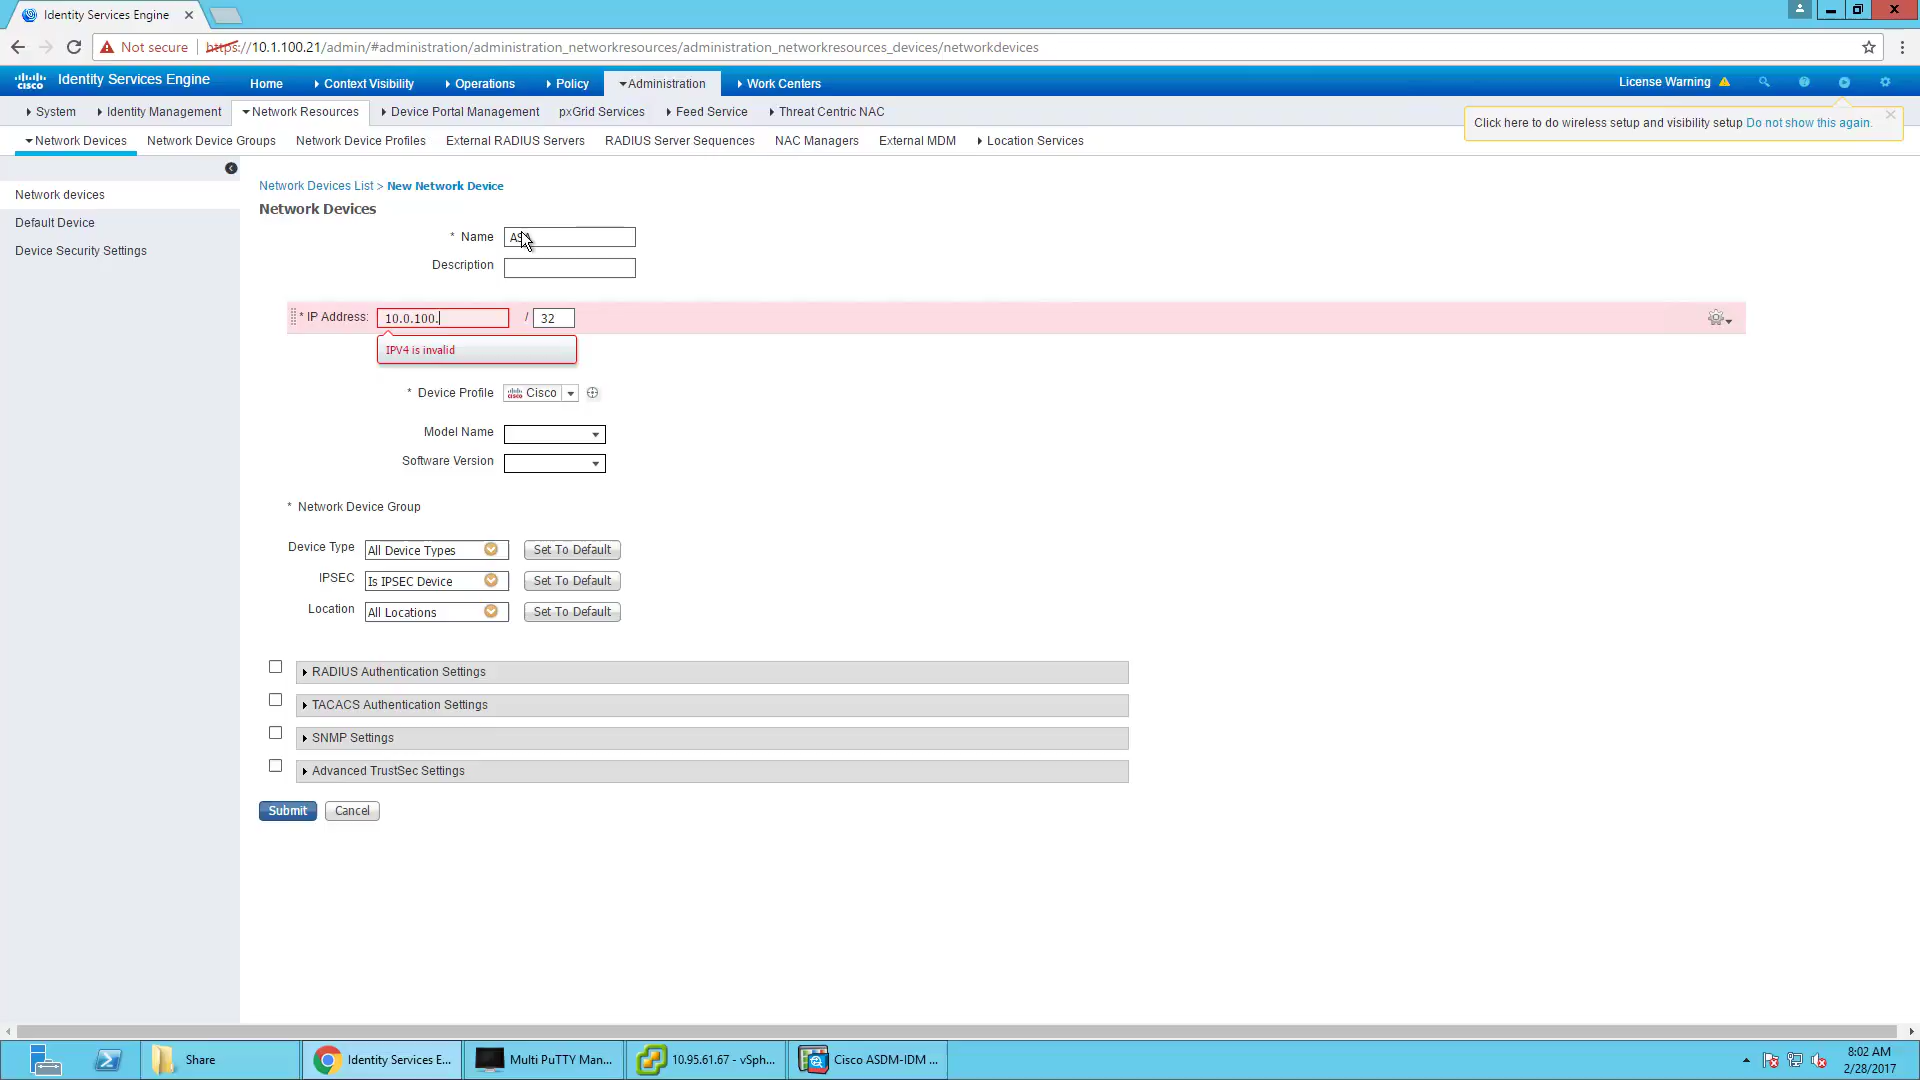 Identity Services Engine
Not secure https://10.1.100.21/admin/#administration/administration_networkresources/administration_networkresources_devices/networkdevices
cisco Identity Services Engine Home Context Visibility Operations Policy Administration Work Centers License Warning
System Identity Management Network Resources Device Portal Management pxGrid Services Feed Service Threat Centric NAC
Click here to do wireless setup and visibility setup Do not show this again.
Network Devices Network Device Groups Network Device Profiles External RADIUS Servers RADIUS Server Sequences NAC Managers External MDM Location Services
Network devices
Default Device
Device Security Settings
Network Devices List > New Network Device
Network Devices
* Name
Description
* IP Address: 10.0.100. / 32
IPV4 is invalid
* Device Profile cisco Cisco
Model Name
Software Version
* Network Device Group
Device Type All Device Types Set To Default
IPSEC Is IPSEC Device Set To Default
Location All Locations Set To Default
RADIUS Authentication Settings
TACACS Authentication Settings
SNMP Settings
Advanced TrustSec Settings
Submit Cancel
Share Identity Services E... Multi PuTTY Man... 10.95.61.67 - vSph... Cisco ASDM-IDM ...
8:02 AM
2/28/2017